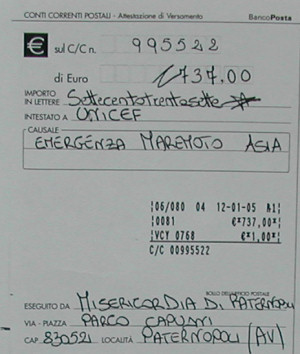 CONTI CORRENTI POSTALI - Attestazione di Versamento BancoPosta
€ sul C/C n. 995522
di Euro 737,00
IMPORTO IN LETTERE Settecentotrentasette
INTESTATO A UNICEF
CAUSALE
EMERGENZA MAREMOTO ASIA
|06/080 04 12-01-05 A1|
|0081 €*737,00*|
|VCY 0768 €*1,00*|
C/C 00995522
BOLLO DELL'UFFICIO POSTALE
ESEGUITO DA MISERICORDIA DI PATERNOPOLI
VIA - PIAZZA PARCO CAPUANI
CAP LOCALITÀ PATERNOPOLI (AV)